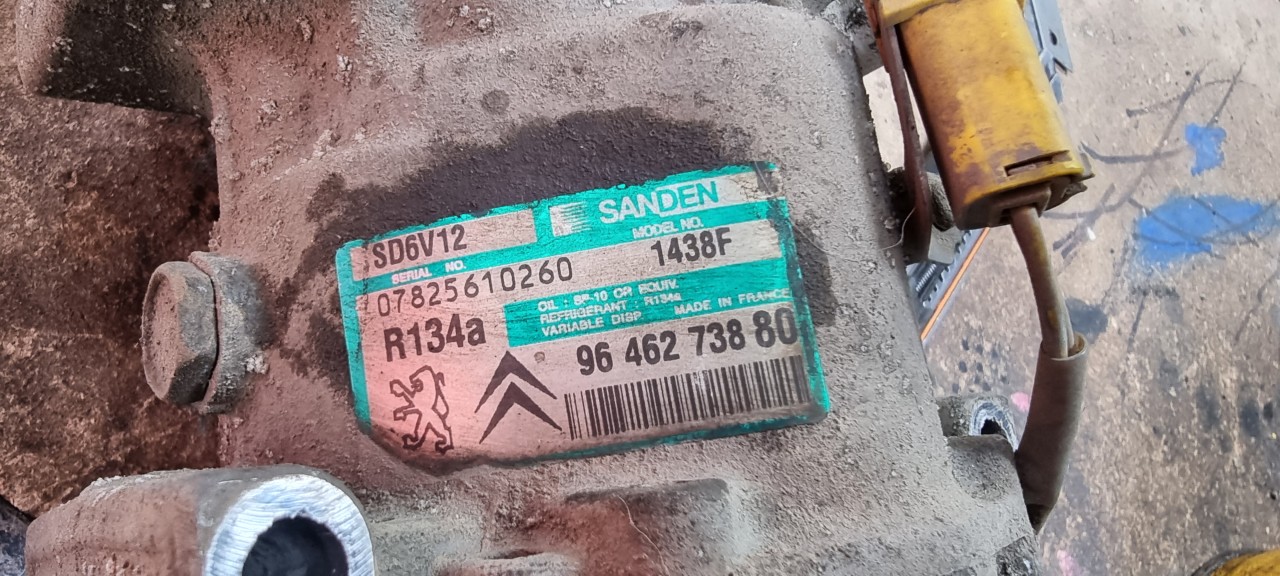 SD6V12
SANDEN
SERIAL NO.
MODEL NO.
07825610260
1438F
R134a
OIL : SP-10 OR EQUIV.
REFRIGERANT : R134a
VARIABLE DISP. MADE IN FRANCE
96 462 738 80